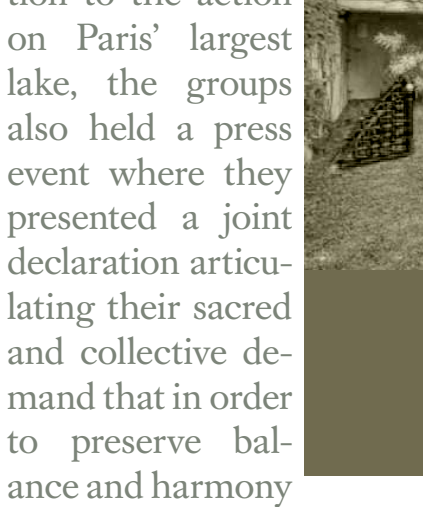 tion to the action
on Paris’ largest
lake, the groups
also held a press
event where they
presented a joint
declaration articu-
lating their sacred
and collective de-
mand that in order
to preserve bal-
ance and harmony